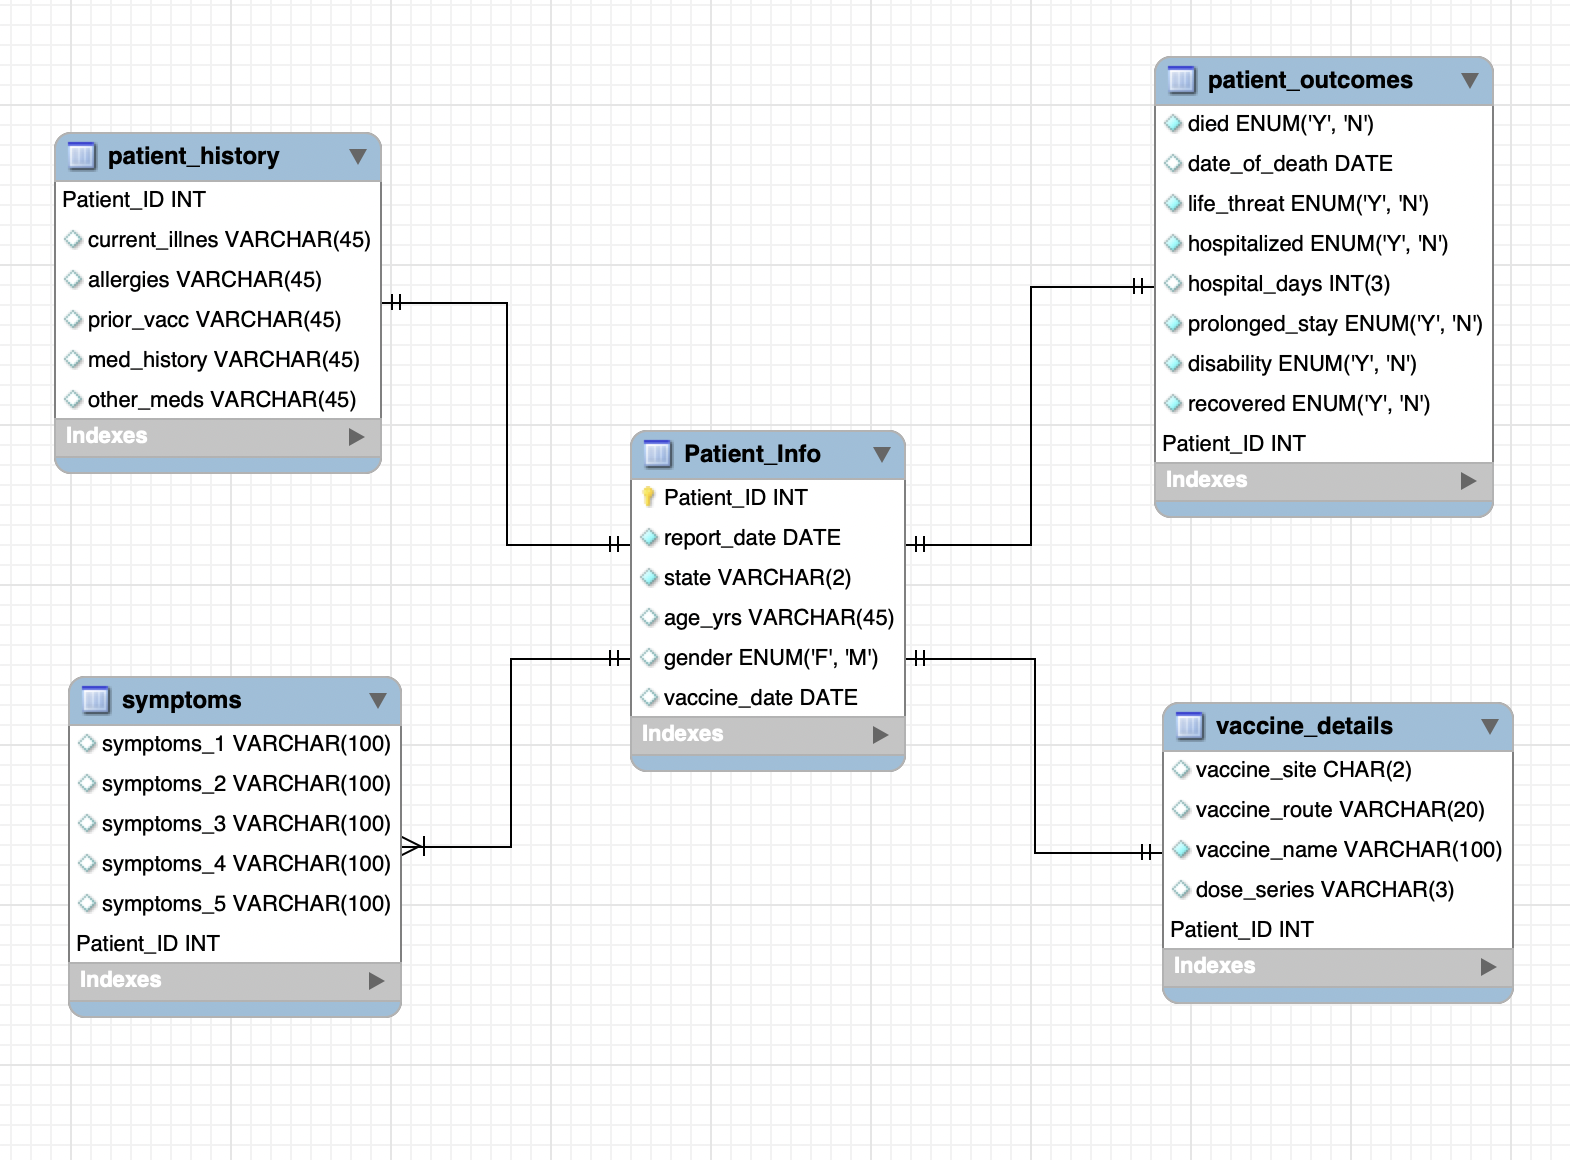 patient_history
Patient_ID INT
current_illnes VARCHAR(45)
allergies VARCHAR(45)
prior_vacc VARCHAR(45)
med_history VARCHAR(45)
other_meds VARCHAR(45)
Indexes
patient_outcomes
died ENUM('Y', 'N')
date_of_death DATE
life_threat ENUM('Y', 'N')
hospitalized ENUM('Y', 'N')
hospital_days INT(3)
prolonged_stay ENUM('Y', 'N')
disability ENUM('Y', 'N')
recovered ENUM('Y', 'N')
Patient_ID INT
Indexes
Patient_Info
Patient_ID INT
report_date DATE
state VARCHAR(2)
age_yrs VARCHAR(45)
gender ENUM('F', 'M')
vaccine_date DATE
Indexes
symptoms
symptoms_1 VARCHAR(100)
symptoms_2 VARCHAR(100)
symptoms_3 VARCHAR(100)
symptoms_4 VARCHAR(100)
symptoms_5 VARCHAR(100)
Patient_ID INT
Indexes
vaccine_details
vaccine_site CHAR(2)
vaccine_route VARCHAR(20)
vaccine_name VARCHAR(100)
dose_series VARCHAR(3)
Patient_ID INT
Indexes